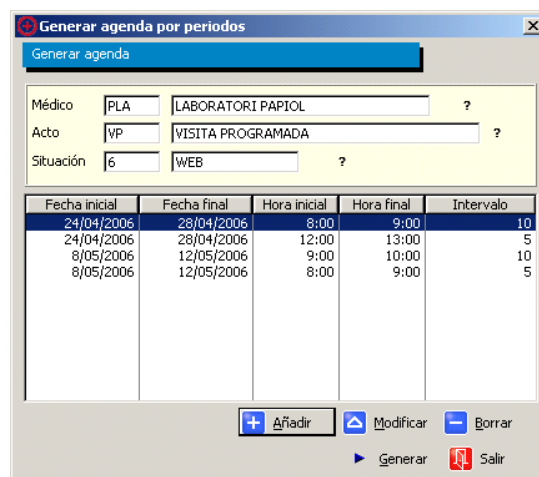 Generar agenda por periodos
Generar agenda
Médico PLA LABORATORI PAPIOL ?
Acto VP VISITA PROGRAMADA ?
Situación 6 WEB ?
Fecha inicial Fecha final Hora inicial Hora final Intervalo
24/04/2006 28/04/2006 8:00 9:00 10
24/04/2006 28/04/2006 12:00 13:00 5
8/05/2006 12/05/2006 9:00 10:00 10
8/05/2006 12/05/2006 8:00 9:00 5
Añadir Modificar Borrar
Generar Salir